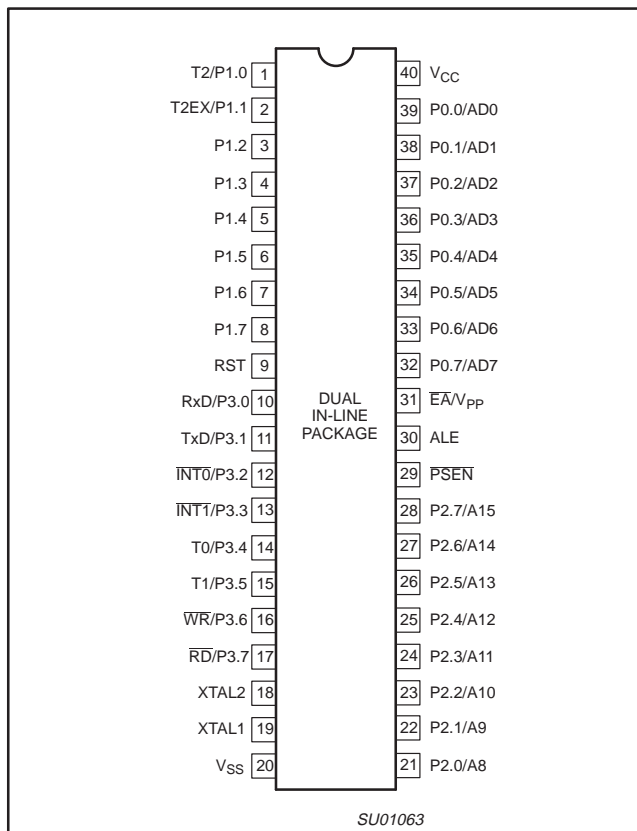 T2/P1.0 1 40 VCC
T2EX/P1.1 2 39 P0.0/AD0
P1.2 3 38 P0.1/AD1
P1.3 4 37 P0.2/AD2
P1.4 5 36 P0.3/AD3
P1.5 6 35 P0.4/AD4
P1.6 7 34 P0.5/AD5
P1.7 8 33 P0.6/AD6
RST 9 32 P0.7/AD7
RxD/P3.0 10 31 E̅A̅/VPP
TxD/P3.1 11 30 ALE
I̅N̅T̅0̅/P3.2 12 29 P̅S̅E̅N̅
I̅N̅T̅1̅/P3.3 13 28 P2.7/A15
T0/P3.4 14 27 P2.6/A14
T1/P3.5 15 26 P2.5/A13
W̅R̅/P3.6 16 25 P2.4/A12
R̅D̅/P3.7 17 24 P2.3/A11
XTAL2 18 23 P2.2/A10
XTAL1 19 22 P2.1/A9
VSS 20 21 P2.0/A8
DUAL
IN-LINE
PACKAGE
SU01063